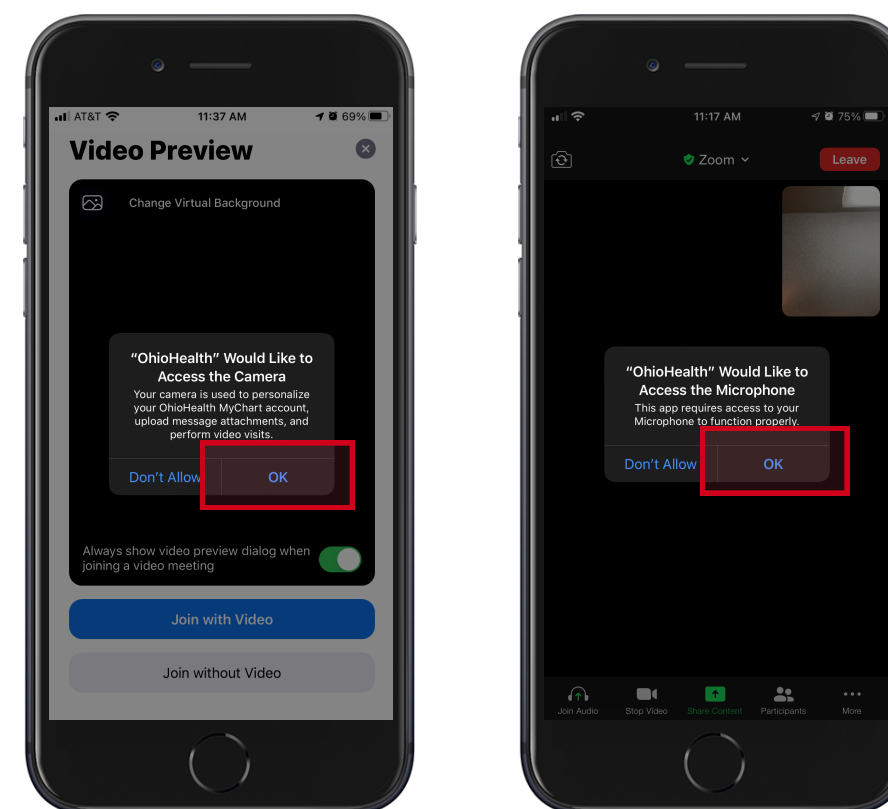 AT&T 11:37 AM 69%
Video Preview
Change Virtual Background
“OhioHealth” Would Like to
Access the Camera
Your camera is used to personalize
your OhioHealth MyChart account,
upload message attachments, and
perform video visits.
Don’t Allow OK
Always show video preview dialog when
joining a video meeting
Join with Video
Join without Video
11:17 AM 75%
Zoom Leave
“OhioHealth” Would Like to
Access the Microphone
This app requires access to your
Microphone to function properly.
Don’t Allow OK
Join Audio Stop Video Share Content Participants More